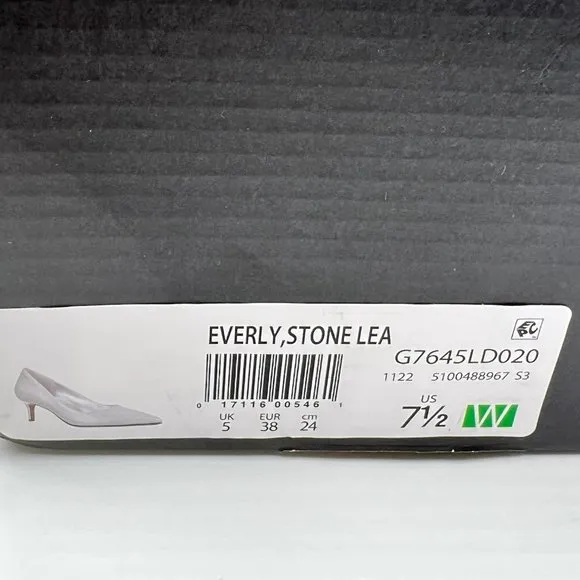 EVERLY,STONE LEA
G7645LD020
1122 5100488967 S3
0 17116 00546 1
UK EUR cm
5 38 24
US
7½ W